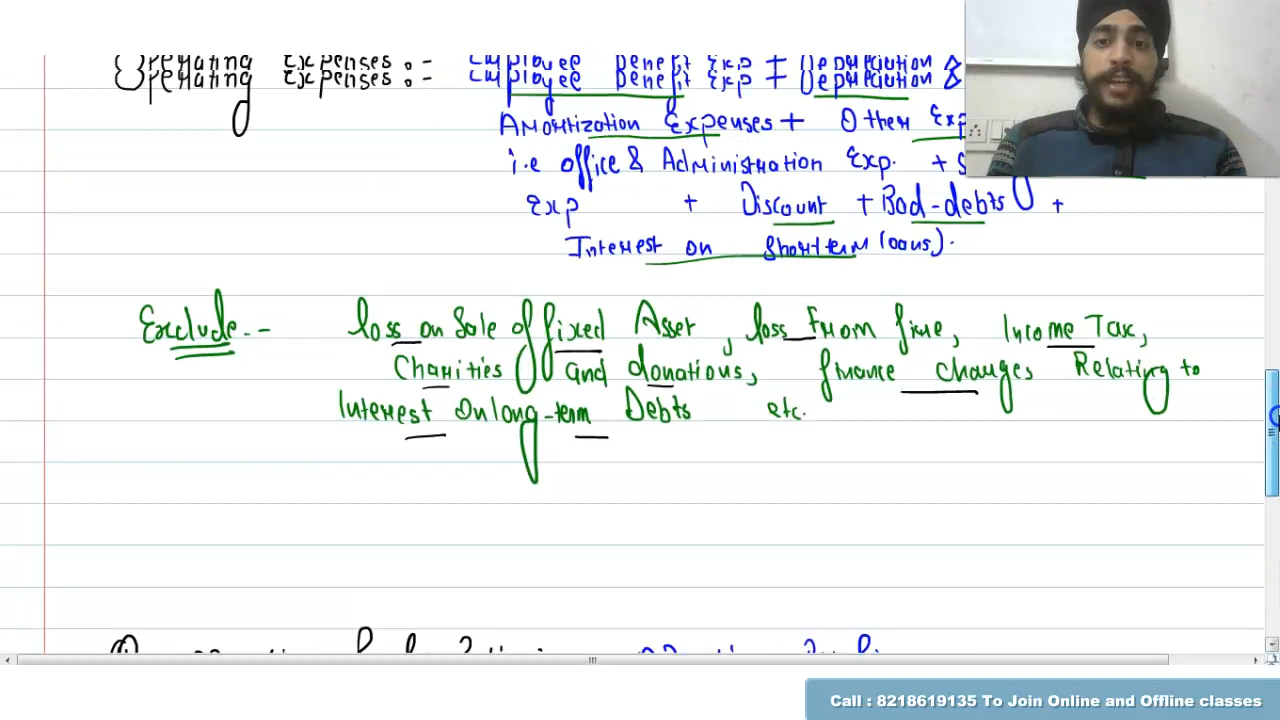 Operating Expenses :- Employee Benefit Exp + Depreciation &
Amortization Expenses + Other Exp
i.e office & Administration Exp. + S
Exp + Discount + Bad-debts +
Interest on Short term loans).
Exclude :- loss on Sale of fixed Asset, loss From fire, Income Tax,
Charities and donations, finance charges Relating to
Interest On long-term Debts etc.
Call : 8218619135 To Join Online and Offline classes